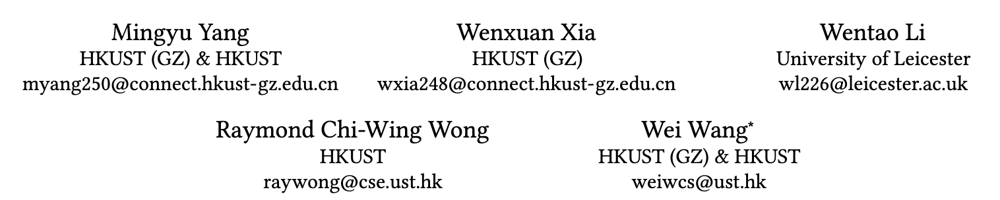 Mingyu Yang
HKUST (GZ) & HKUST
myang250@connect.hkust-gz.edu.cn
Wenxuan Xia
HKUST (GZ)
wxia248@connect.hkust-gz.edu.cn
Wentao Li
University of Leicester
wl226@leicester.ac.uk
Raymond Chi-Wing Wong
HKUST
raywong@cse.ust.hk
Wei Wang*
HKUST (GZ) & HKUST
weiwcs@ust.hk